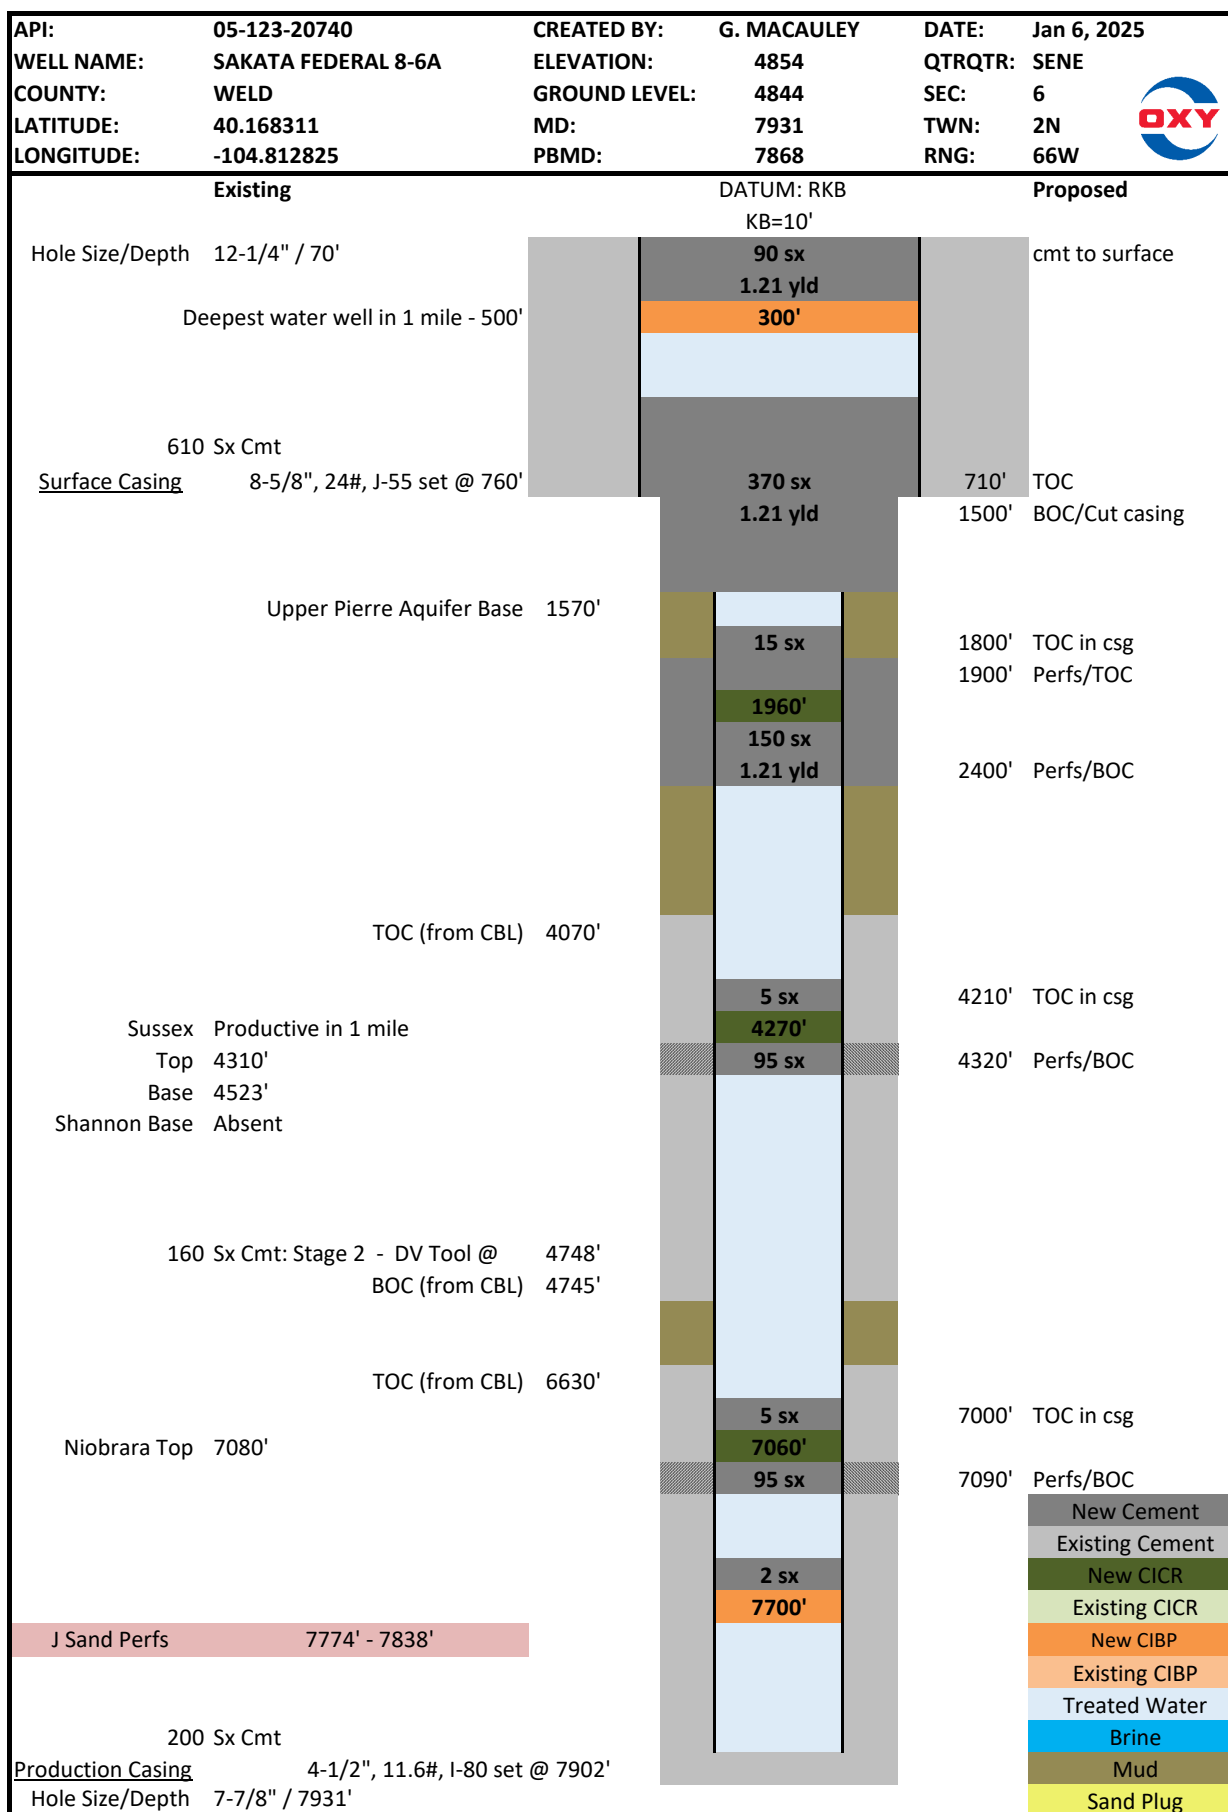 API: 05-123-20740 CREATED BY: G. MACAULEY DATE: Jan 6, 2025
WELL NAME: SAKATA FEDERAL 8-6A ELEVATION: 4854 QTRQTR: SENE
COUNTY: WELD GROUND LEVEL: 4844 SEC: 6
LATITUDE: 40.168311 MD: 7931 TWN: 2N
LONGITUDE: -104.812825 PBMD: 7868 RNG: 66W
OXY
Existing DATUM: RKB Proposed
KB=10'
Hole Size/Depth 12-1/4" / 70' 90 sx cmt to surface
1.21 yld
Deepest water well in 1 mile - 500' 300'
610 Sx Cmt
Surface Casing 8-5/8", 24#, J-55 set @ 760' 370 sx 710' TOC
1.21 yld 1500' BOC/Cut casing
Upper Pierre Aquifer Base 1570'
15 sx 1800' TOC in csg
1900' Perfs/TOC
1960'
150 sx
1.21 yld 2400' Perfs/BOC
TOC (from CBL) 4070'
5 sx 4210' TOC in csg
Sussex Productive in 1 mile 4270'
Top 4310' 95 sx 4320' Perfs/BOC
Base 4523'
Shannon Base Absent
160 Sx Cmt: Stage 2 - DV Tool @ 4748'
BOC (from CBL) 4745'
TOC (from CBL) 6630'
5 sx 7000' TOC in csg
Niobrara Top 7080' 7060'
95 sx 7090' Perfs/BOC
New Cement
Existing Cement
2 sx New CICR
7700' Existing CICR
J Sand Perfs 7774' - 7838' New CIBP
Existing CIBP
Treated Water
200 Sx Cmt Brine
Production Casing 4-1/2", 11.6#, I-80 set @ 7902' Mud
Hole Size/Depth 7-7/8" / 7931' Sand Plug